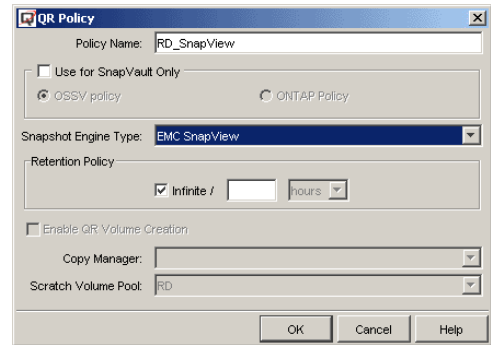 QR Policy
Policy Name: RD_SnapView
Use for SnapVault Only
OSSV policy ONTAP Policy
Snapshot Engine Type: EMC SnapView
Retention Policy
Infinite / hours
Enable QR Volume Creation
Copy Manager:
Scratch Volume Pool: RD
OK Cancel Help